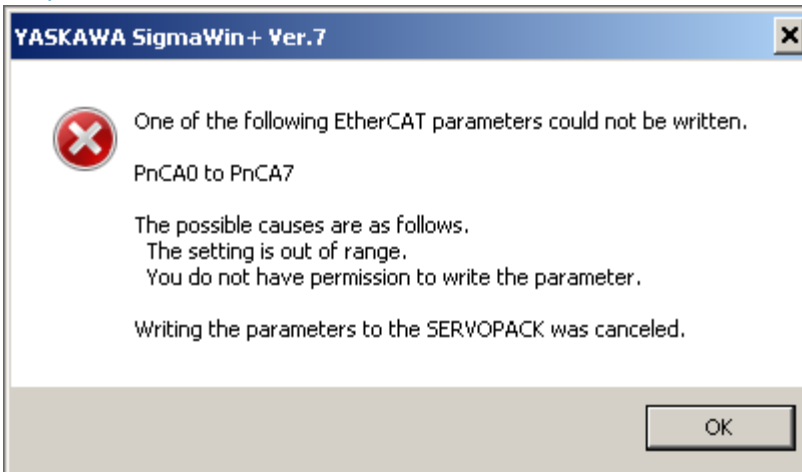 YASKAWA SigmaWin+ Ver.7
One of the following EtherCAT parameters could not be written.
PnCA0 to PnCA7
The possible causes are as follows.
The setting is out of range.
You do not have permission to write the parameter.
Writing the parameters to the SERVOPACK was canceled.
OK